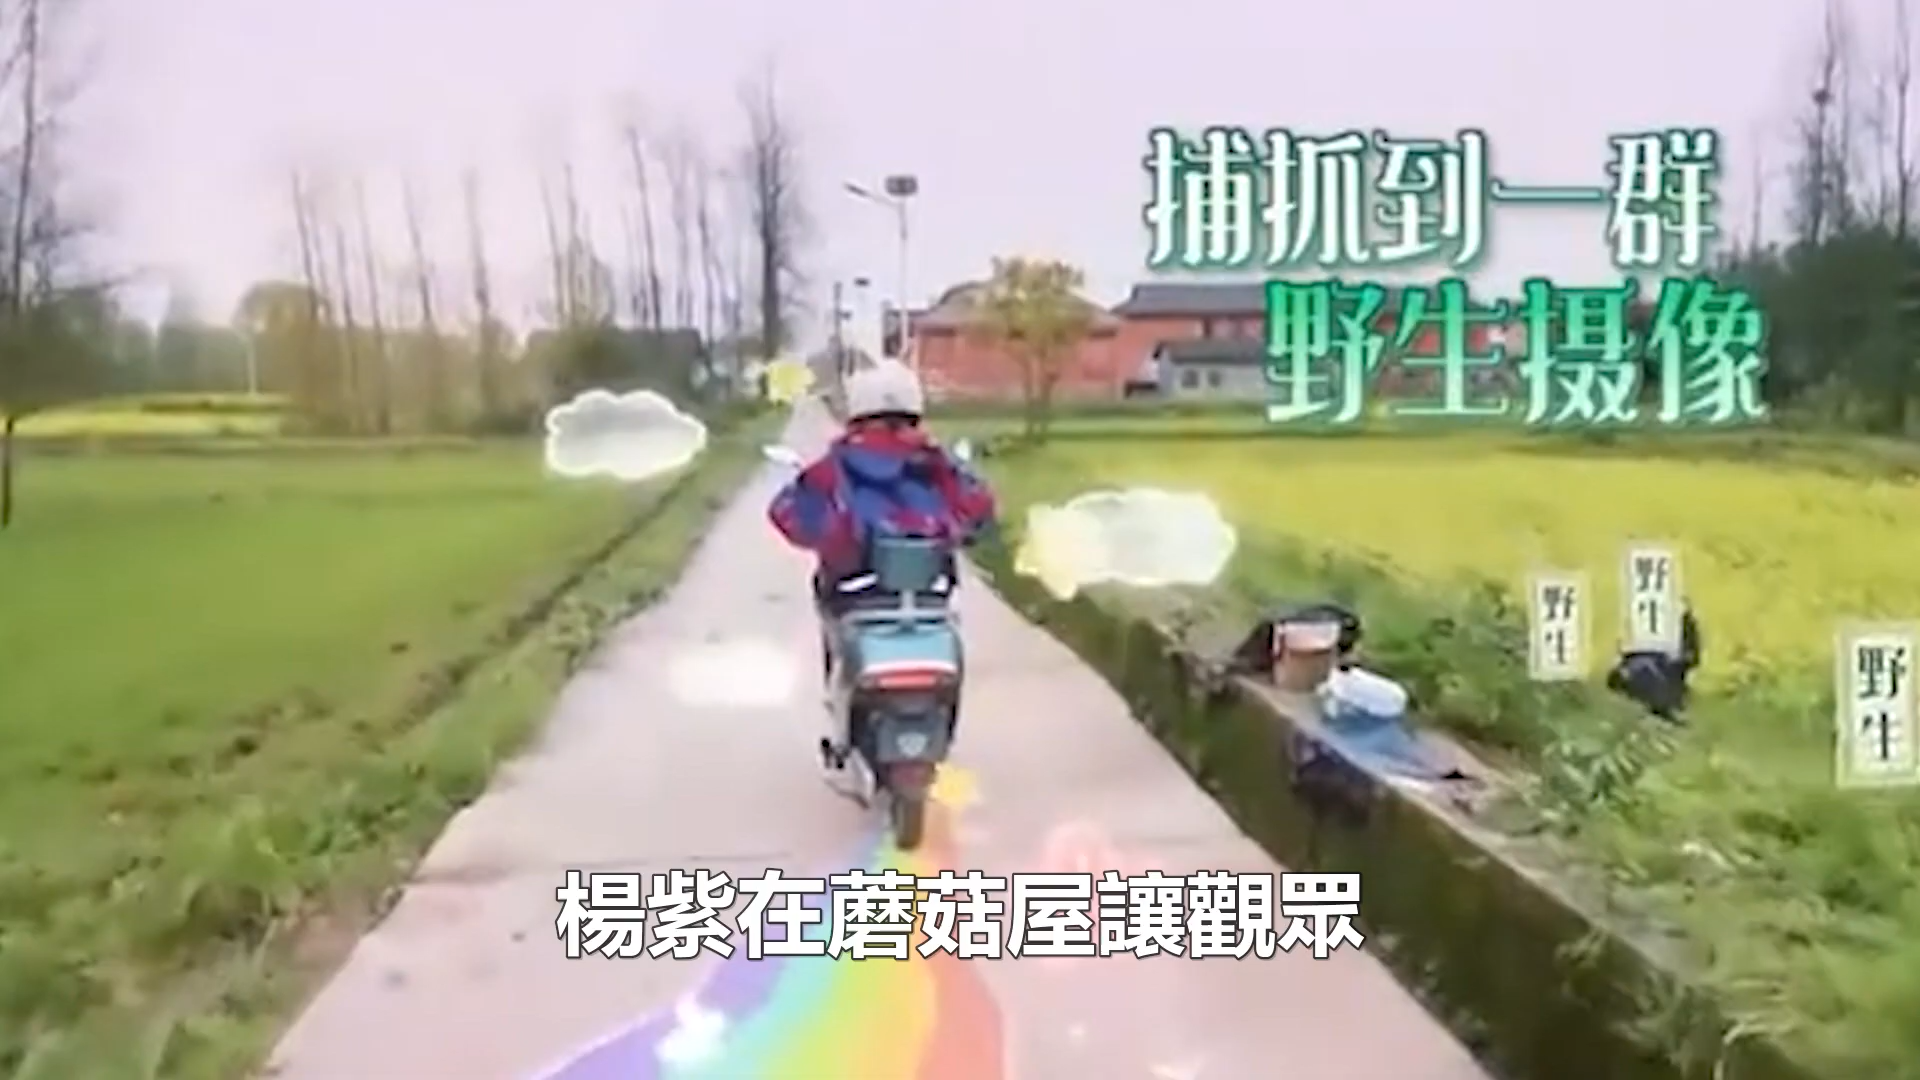 捕抓到一群
野生摄像
野生
野生
野生
楊紫在蘑菇屋讓觀眾